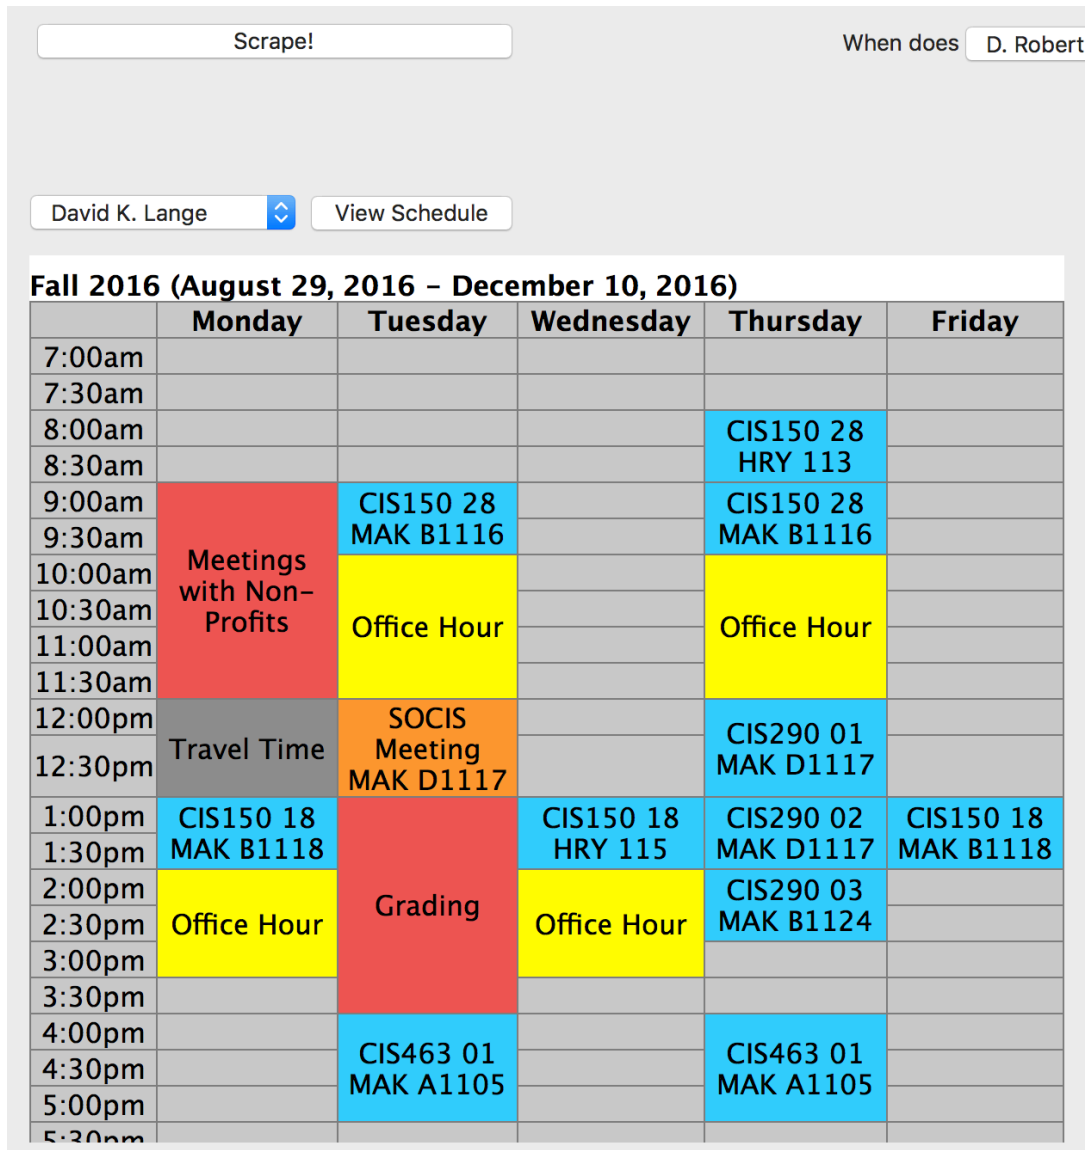 Scrape!
When does D. Robert
David K. Lange
View Schedule
Fall 2016 (August 29, 2016 – December 10, 2016)
Monday Tuesday Wednesday Thursday Friday
7:00am
7:30am
8:00am
CIS150 28
HRY 113
8:30am
9:00am
Meetings
with Non-
Profits
CIS150 28
MAK B1116
CIS150 28
MAK B1116
9:30am
10:00am
Office Hour
Office Hour
10:30am
11:00am
11:30am
12:00pm
Travel Time
SOCIS
Meeting
MAK D1117
CIS290 01
MAK D1117
12:30pm
1:00pm
CIS150 18
MAK B1118
Grading
CIS150 18
HRY 115
CIS290 02
MAK D1117
CIS150 18
MAK B1118
1:30pm
2:00pm
Office Hour
Office Hour
CIS290 03
MAK B1124
2:30pm
3:00pm
3:30pm
4:00pm
CIS463 01
MAK A1105
CIS463 01
MAK A1105
4:30pm
5:00pm
5:30pm